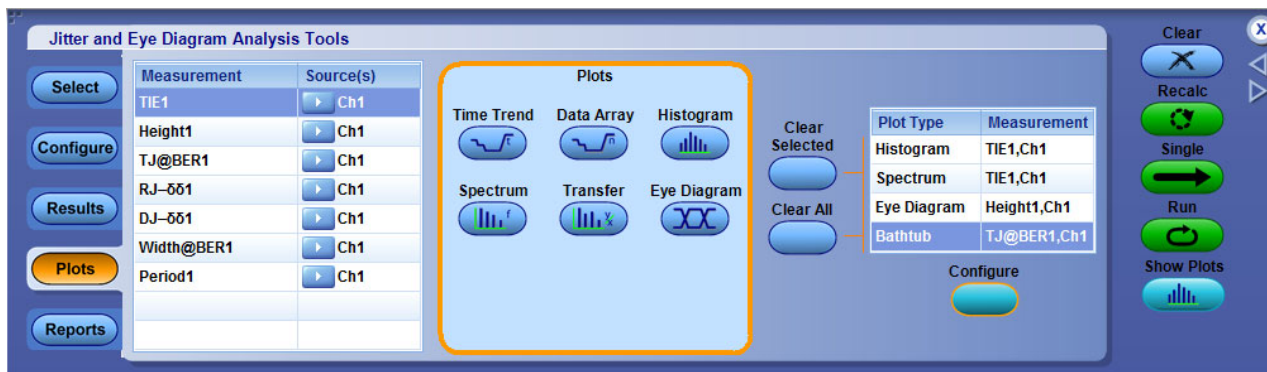 Jitter and Eye Diagram Analysis Tools
Select
Configure
Results
Plots
Reports
Measurement Source(s)
TIE1 Ch1
Height1 Ch1
TJ@BER1 Ch1
RJ–δδ1 Ch1
DJ–δδ1 Ch1
Width@BER1 Ch1
Period1 Ch1
Plots
Time Trend Data Array Histogram
t n
Spectrum Transfer Eye Diagram
f y/x
Clear
Selected
Clear All
Plot Type Measurement
Histogram TIE1,Ch1
Spectrum TIE1,Ch1
Eye Diagram Height1,Ch1
Bathtub TJ@BER1,Ch1
Configure
Clear
X
Recalc
Single
Run
Show Plots